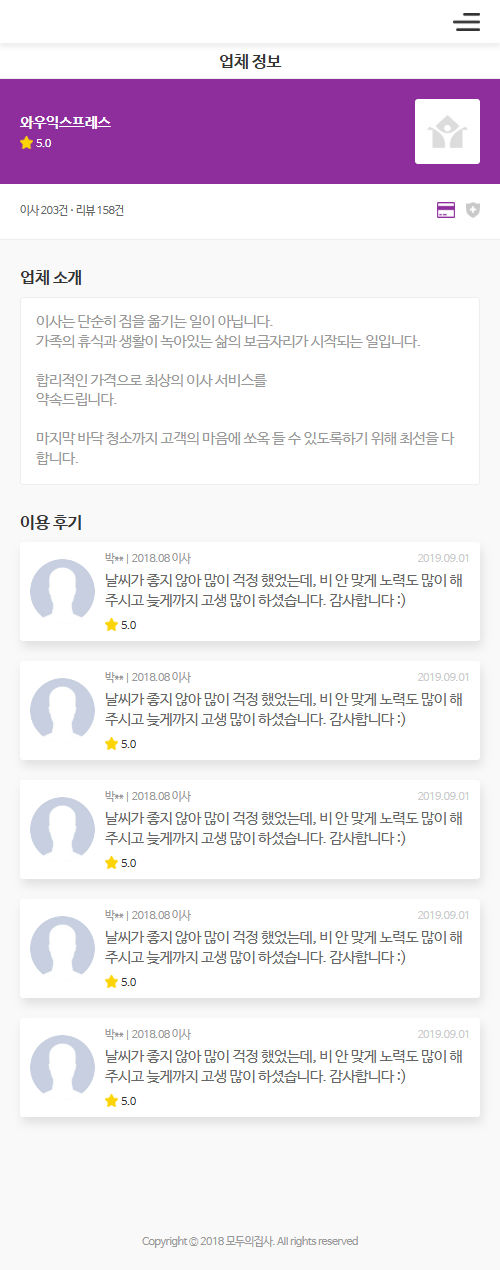 업체 정보
와우익스프레스
5.0
이사 203건 · 리뷰 158건
업체 소개
이사는 단순히 짐을 옮기는 일이 아닙니다.
가족의 휴식과 생활이 녹아있는 삶의 보금자리가 시작되는 일입니다.
합리적인 가격으로 최상의 이사 서비스를
약속드립니다.
마지막 바닥 청소까지 고객의 마음에 쏘옥 들 수 있도록하기 위해 최선을 다
합니다.
이용 후기
박** | 2018.08 이사 2019.09.01
날씨가 좋지 않아 많이 걱정 했었는데, 비 안 맞게 노력도 많이 해
주시고 늦게까지 고생 많이 하셨습니다. 감사합니다 :)
5.0
박** | 2018.08 이사 2019.09.01
날씨가 좋지 않아 많이 걱정 했었는데, 비 안 맞게 노력도 많이 해
주시고 늦게까지 고생 많이 하셨습니다. 감사합니다 :)
5.0
박** | 2018.08 이사 2019.09.01
날씨가 좋지 않아 많이 걱정 했었는데, 비 안 맞게 노력도 많이 해
주시고 늦게까지 고생 많이 하셨습니다. 감사합니다 :)
5.0
박** | 2018.08 이사 2019.09.01
날씨가 좋지 않아 많이 걱정 했었는데, 비 안 맞게 노력도 많이 해
주시고 늦게까지 고생 많이 하셨습니다. 감사합니다 :)
5.0
박** | 2018.08 이사 2019.09.01
날씨가 좋지 않아 많이 걱정 했었는데, 비 안 맞게 노력도 많이 해
주시고 늦게까지 고생 많이 하셨습니다. 감사합니다 :)
5.0
Copyright © 2018 모두의집사. All rights reserved